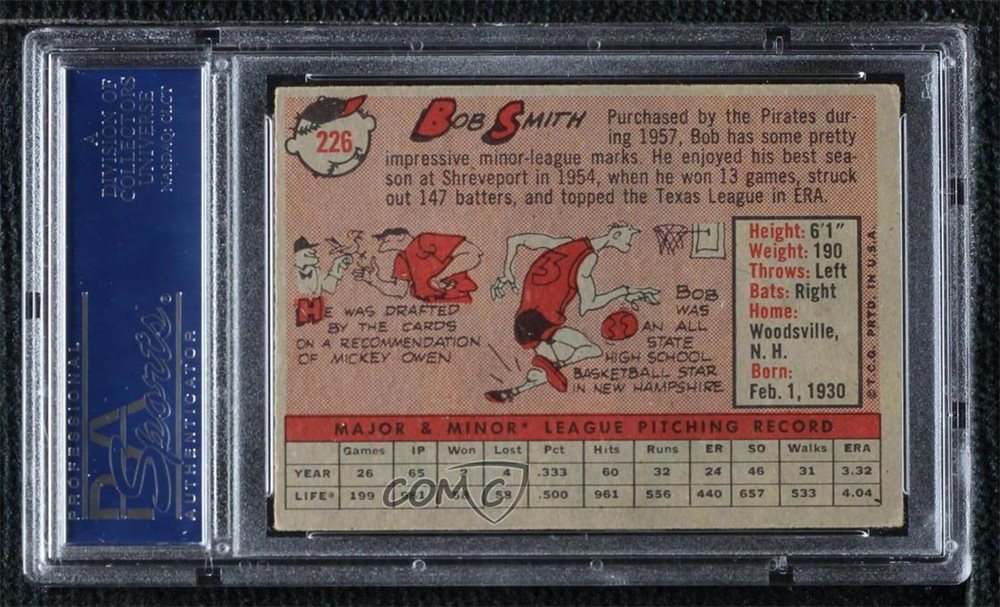 A
DIVISION OF
COLLECTORS
UNIVERSE
NASDAQ: CLCT
PROFESSIONAL
PSA
Sports
AUTHENTICATOR
226
BOB SMITH
Purchased by the Pirates dur-
ing 1957, Bob has some pretty
impressive minor-league marks. He enjoyed his best sea-
son at Shreveport in 1954, when he won 13 games, struck
out 147 batters, and topped the Texas League in ERA.
HE WAS DRAFTED
BY THE CARDS
ON A RECOMMENDATION
OF MICKEY OWEN
BOB
WAS
AN ALL
STATE
HIGH SCHOOL
BASKETBALL STAR
IN NEW HAMPSHIRE
Height: 6'1"
Weight: 190
Throws: Left
Bats: Right
Home:
Woodsville,
N. H.
Born:
Feb. 1, 1930
© T.C.G. PRTD. IN U.S.A.
MAJOR & MINOR* LEAGUE PITCHING RECORD
Games IP Won Lost Pct Hits Runs ER SO Walks ERA
YEAR 26 65 2 4 .333 60 32 24 46 31 3.32
LIFE* 199 981 58 58 .500 961 556 440 657 533 4.04
COMC